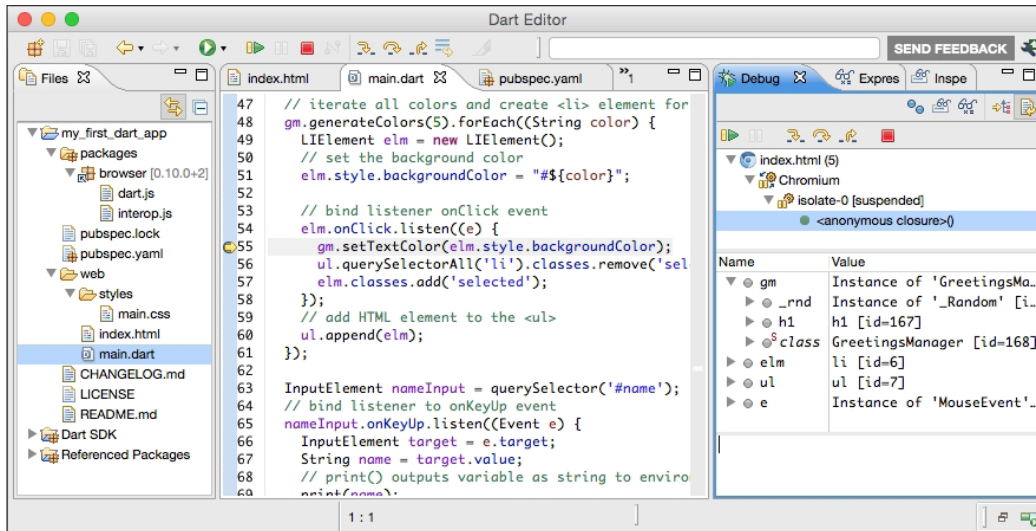 Dart Editor
SEND FEEDBACK
Files
my_first_dart_app
packages
browser [0.10.0+2]
dart.js
interop.js
pubspec.lock
pubspec.yaml
web
styles
main.css
index.html
main.dart
CHANGELOG.md
LICENSE
README.md
Dart SDK
Referenced Packages
index.html main.dart pubspec.yaml »1
47 // iterate all colors and create <li> element for
48 gm.generateColors(5).forEach((String color) {
49 LIElement elm = new LIElement();
50 // set the background color
51 elm.style.backgroundColor = "#${color}";
52
53 // bind listener onClick event
54 elm.onClick.listen((e) {
55 gm.setTextColor(elm.style.backgroundColor);
56 ul.querySelectorAll('li').classes.remove('sel
57 elm.classes.add('selected');
58 });
59 // add HTML element to the <ul>
60 ul.append(elm);
61 });
62
63 InputElement nameInput = querySelector('#name');
64 // bind listener to onKeyUp event
65 nameInput.onKeyUp.listen((Event e) {
66 InputElement target = e.target;
67 String name = target.value;
68 // print() outputs variable as string to enviro
69 print(name);
Debug Expres Inspe
index.html (5)
Chromium
isolate-0 [suspended]
<anonymous closure>()
Name Value
gm Instance of 'GreetingsMa...
_rnd Instance of '_Random' [i...
h1 h1 [id=167]
S class GreetingsManager [id=168]
elm li [id=6]
ul ul [id=7]
e Instance of 'MouseEvent'...
1 : 1